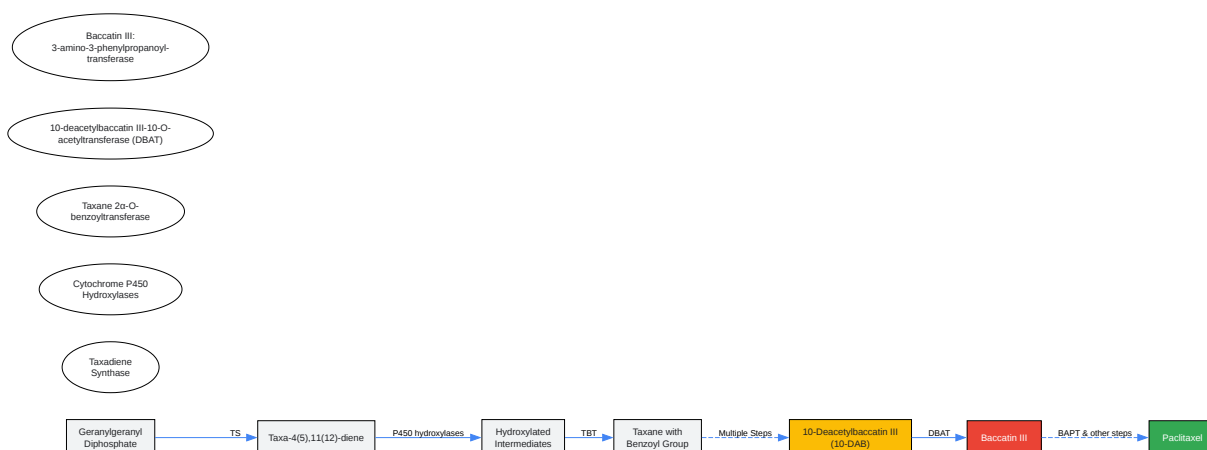 Baccatin III:
3-amino-3-phenylpropanoyl-
transferase
10-deacetylbaccatin III-10-O-
acetyltransferase (DBAT)
Taxane 2α-O-
benzoyltransferase
Cytochrome P450
Hydroxylases
Taxadiene
Synthase
Geranylgeranyl
Diphosphate
TS
Taxa-4(5),11(12)-diene
P450 hydroxylases
Hydroxylated
Intermediates
TBT
Taxane with
Benzoyl Group
Multiple Steps
10-Deacetylbaccatin III
(10-DAB)
DBAT
Baccatin III
BAPT & other steps
Paclitaxel